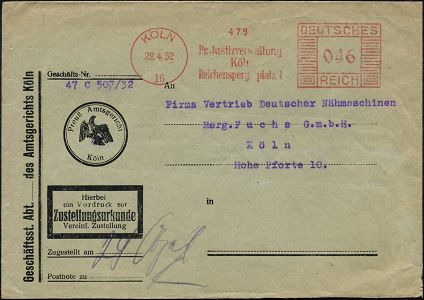 479
KÖLN
28.4.32
16
Pr. Justizverwaltung
Köln
Reichensperg. platz 1
DEUTSCHES
046
REICH
Geschäfts-Nr.
47 C 507/32
An
Firma Vertrieb Deutscher Nähmaschinen
Marg. Fuchs G.m.b.H.
Köln
Hohe Pforte 10.
in
Geschäftsst. Abt. des Amtsgerichts Köln
Preuß Amtsgericht
Köln
Hierbei
ein Vordruck zur
Zustellungsurkunde
Vereinf. Zustellung
Zugestellt am
Postbote zu